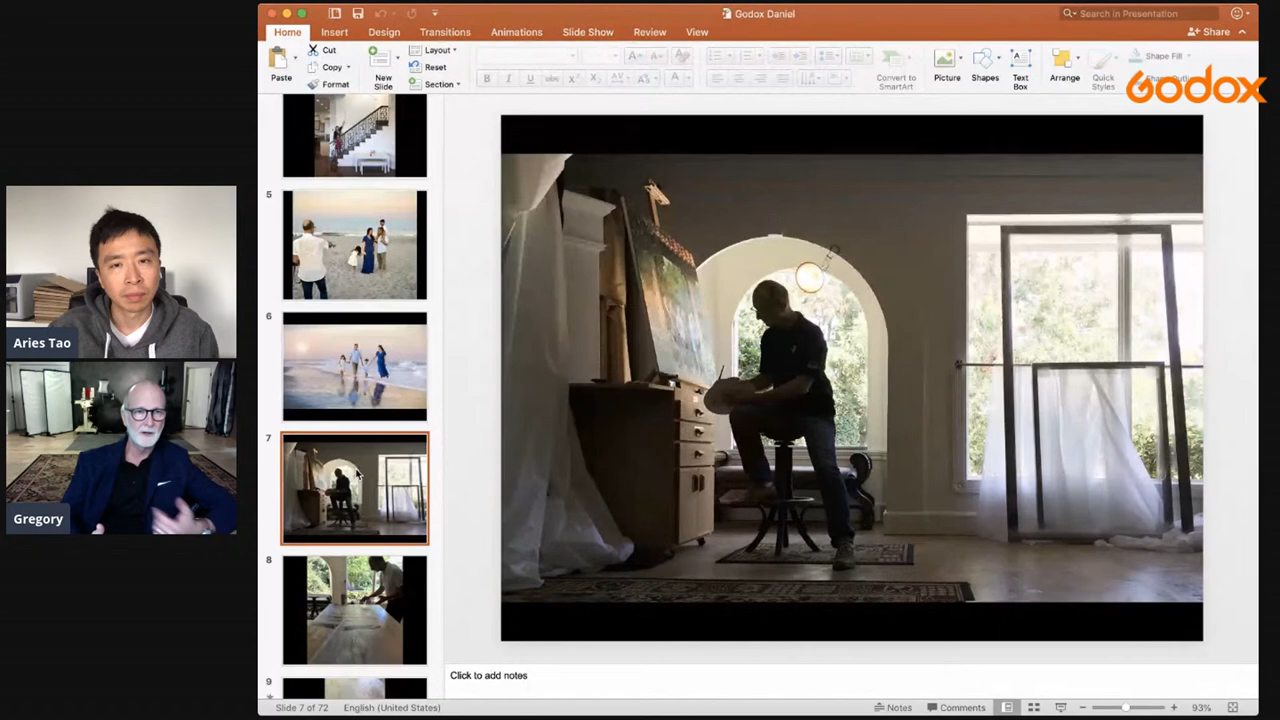 Godox Daniel
Search in Presentation
Home
Insert
Design
Transitions
Animations
Slide Show
Review
View
Share
Paste
Cut
Copy
Format
New
Slide
Layout
Reset
Section
B
I
U
abc
Convert to
SmartArt
Picture
Shapes
Text
Box
Arrange
Quick
Styles
Shape Fill
Godox
5
6
7
8
9
Aries Tao
Gregory
Click to add notes
Slide 7 of 72
English (United States)
Notes
Comments
93%